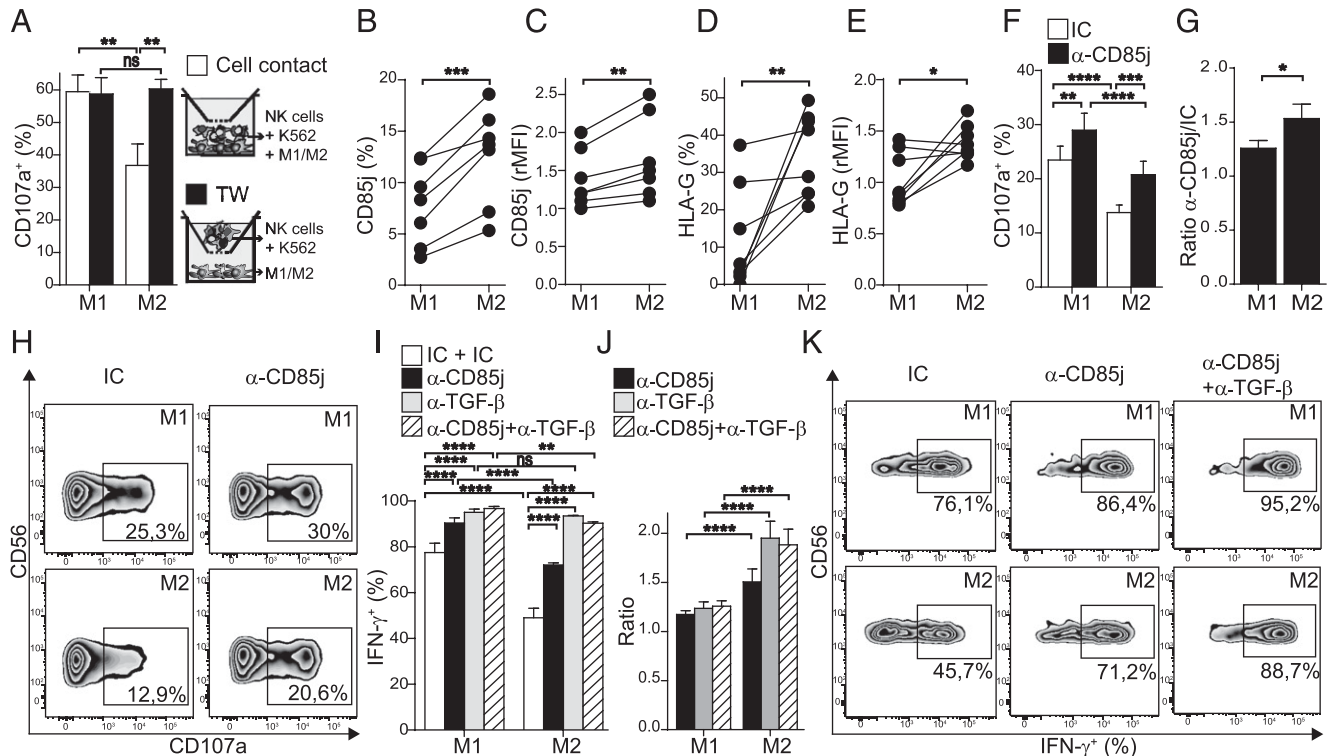 A
** **
ns
CD107a⁺ (%)
60
50
40
30
20
10
0
M1 M2
Cell contact
NK cells
+ K562
+ M1/M2
TW
NK cells
+ K562
M1/M2
B
***
CD85j (%)
20
15
10
5
0
M1 M2
C
**
CD85j (rMFI)
2.5
2.0
1.5
1.0
0.5
0.0
M1 M2
D
**
HLA-G (%)
50
40
30
20
10
0
M1 M2
E
*
HLA-G (rMFI)
2.0
1.5
1.0
0.5
0.0
M1 M2
F
IC
α-CD85j
**** ***
** ****
CD107a⁺ (%)
40
30
20
10
0
M1 M2
G
*
Ratio α-CD85j/IC
2.0
1.5
1.0
0.5
0.0
M1 M2
H
IC α-CD85j
M1 M1
25,3% 30%
M2 M2
12,9% 20,6%
CD56
CD107a
I
IC + IC
α-CD85j
α-TGF-β
α-CD85j+α-TGF-β
**** **
**** ns
**** ****
**** ****
****
****
IFN-γ⁺ (%)
100
80
60
40
20
0
M1 M2
J
α-CD85j
α-TGF-β
α-CD85j+α-TGF-β
****
****
****
Ratio
2.0
1.5
1.0
0.5
0.0
M1 M2
K
IC α-CD85j α-CD85j
+α-TGF-β
M1 M1 M1
76,1% 86,4% 95,2%
M2 M2 M2
45,7% 71,2% 88,7%
CD56
IFN-γ⁺ (%)